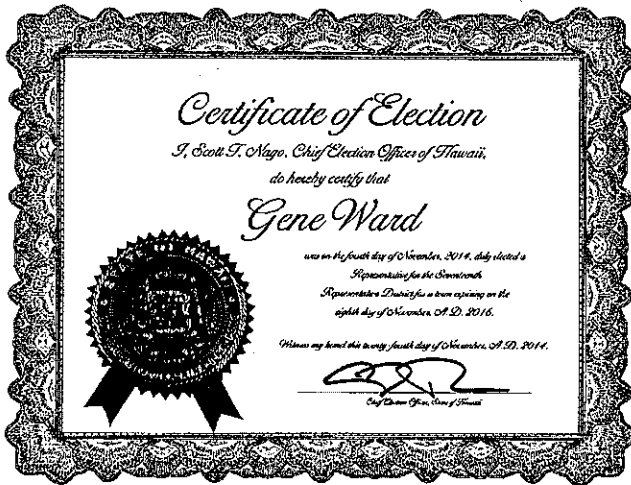 Certificate of Election
I, Scott T. Nago, Chief Election Officer of Hawaii,
do hereby certify that
Gene Ward
was on the fourth day of November, 2014, duly elected a
Representative for the Seventeenth
Representative District for a term expiring on the
eighth day of November, A.D. 2016.
Witness my hand this twenty-fourth day of November, A.D. 2014.
Chief Election Officer, State of Hawaii